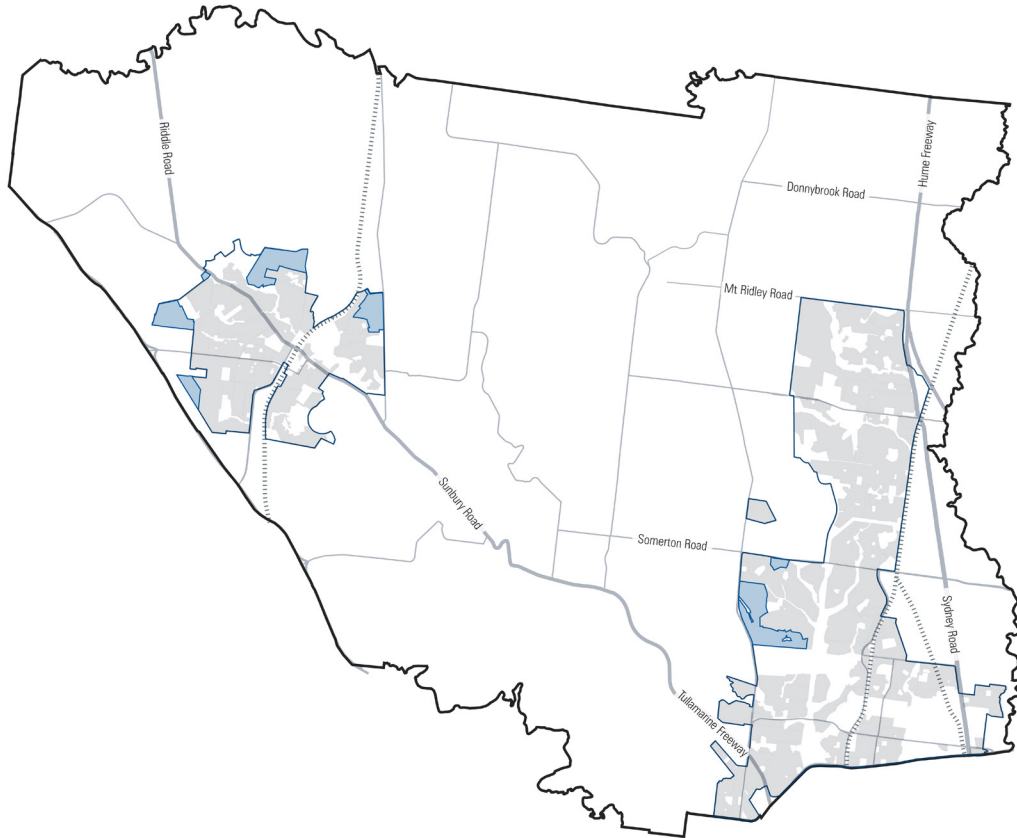 Riddle Road
Hume Freeway
Donnybrook Road
Mt Ridley Road
Sunbury Road
Somerton Road
Sydney Road
Tullamarine Freeway